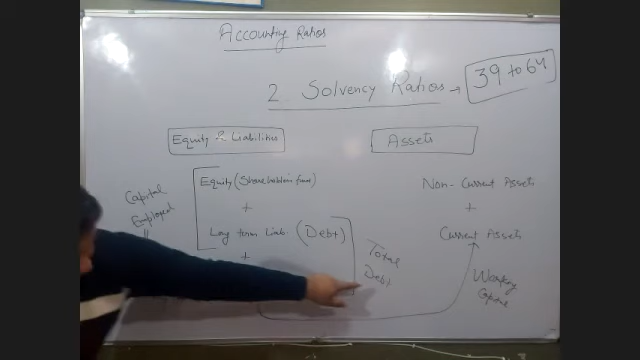 Accounting Ratios
2 Solvency Ratios → 39 to 64
Equity & Liabilities
Assets
Equity (Shareholders funds)
Non-Current Assets
+
+
Capital
Employed
Long term Liab. (Debt)
Current Assets
+
Total
Debt
Working
Capital